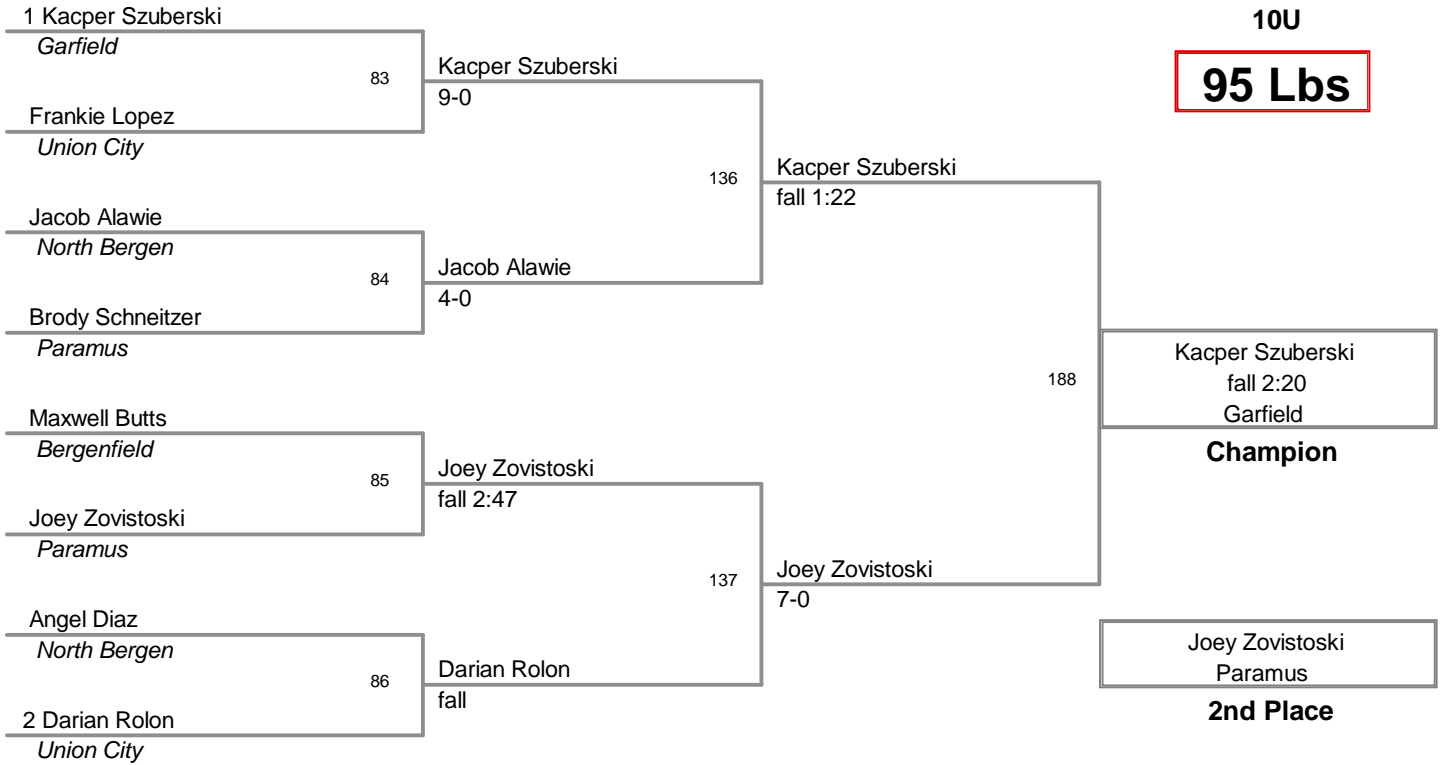 1 Kacper Szuberski
Garfield
83
Frankie Lopez
Union City
Kacper Szuberski
9-0
Jacob Alawie
North Bergen
84
Brody Schneitzer
Paramus
Jacob Alawie
4-0
136
Kacper Szuberski
fall 1:22
Maxwell Butts
Bergenfield
85
Joey Zovistoski
Paramus
Joey Zovistoski
fall 2:47
Angel Diaz
North Bergen
86
2 Darian Rolon
Union City
Darian Rolon
fall
137
Joey Zovistoski
7-0
188
10U
95 Lbs
Kacper Szuberski
fall 2:20
Garfield
Champion
Joey Zovistoski
Paramus
2nd Place